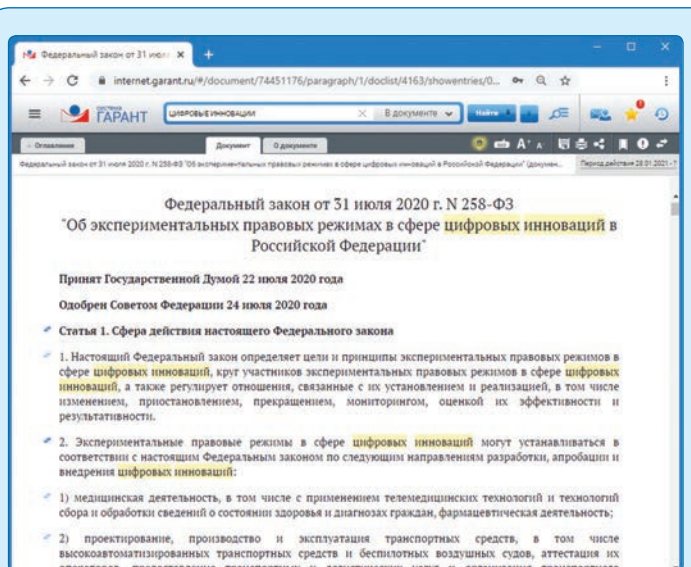 Федеральный закон от 31 июл
internet.garant.ru/#/document/74451176/paragraph/1/doclist/4163/showentries/0...
система
ГАРАНТ
ЦИФРОВЫЕ ИННОВАЦИИ
В документе
Найти
Оглавление
Документ
О документе
Федеральный закон от 31 июля 2020 г. N 258-ФЗ "Об экспериментальных правовых режимах в сфере цифровых инноваций в Российской Федерации" (докумен...
Период действия 28.01.2021 - ?
Федеральный закон от 31 июля 2020 г. N 258-ФЗ
"Об экспериментальных правовых режимах в сфере цифровых инноваций в
Российской Федерации"
Принят Государственной Думой 22 июля 2020 года
Одобрен Советом Федерации 24 июля 2020 года
Статья 1. Сфера действия настоящего Федерального закона
1. Настоящий Федеральный закон определяет цели и принципы экспериментальных правовых режимов в
сфере цифровых инноваций, круг участников экспериментальных правовых режимов в сфере цифровых
инноваций, а также регулирует отношения, связанные с их установлением и реализацией, в том числе
изменением, приостановлением, прекращением, мониторингом, оценкой их эффективности и
результативности.
2. Экспериментальные правовые режимы в сфере цифровых инноваций могут устанавливаться в
соответствии с настоящим Федеральным законом по следующим направлениям разработки, апробации и
внедрения цифровых инноваций:
1) медицинская деятельность, в том числе с применением телемедицинских технологий и технологий
сбора и обработки сведений о состоянии здоровья и диагнозах граждан, фармацевтическая деятельность;
2) проектирование, производство и эксплуатация транспортных средств, в том числе
высокоавтоматизированных транспортных средств и беспилотных воздушных судов, аттестация их